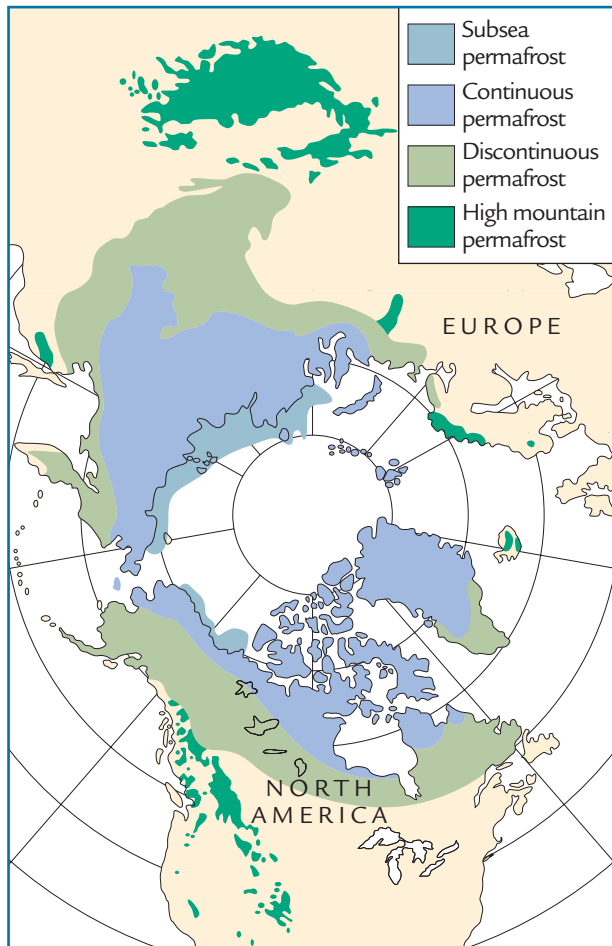 Subsea
permafrost
Continuous
permafrost
Discontinuous
permafrost
High mountain
permafrost
EUROPE
NORTH
AMERICA